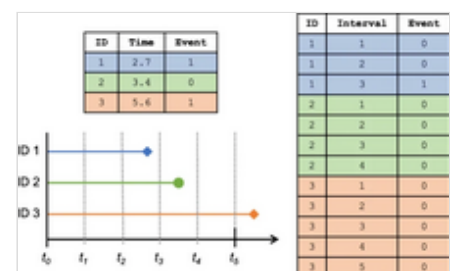 ID Time Event
1 2.7 1
2 3.4 0
3 5.6 1
ID 1
ID 2
ID 3
t₀ t₁ t₂ t₃ t₄ t₅
ID Interval Event
1 1 0
1 2 0
1 3 1
2 1 0
2 2 0
2 3 0
2 4 0
3 1 0
3 2 0
3 3 0
3 4 0
3 5 0